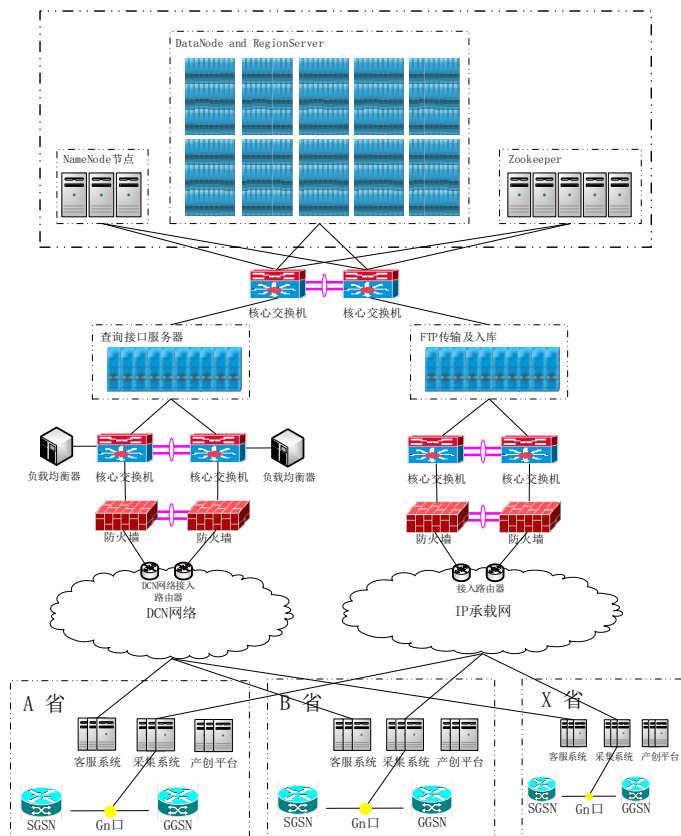 DataNode and RegionServer
NameNode节点
Zookeeper
核心交换机
核心交换机
查询接口服务器
FTP传输及入库
负载均衡器
核心交换机
核心交换机
负载均衡器
核心交换机
核心交换机
防火墙
防火墙
防火墙
防火墙
DCN网络接入
路由器
接入路由器
DCN网络
IP承载网
A 省
B 省
X 省
客服系统
采集系统
产创平台
客服系统
采集系统
产创平台
客服系统
采集系统
产创平台
SGSN
Gn口
GGSN
SGSN
Gn口
GGSN
SGSN
Gn口
GGSN